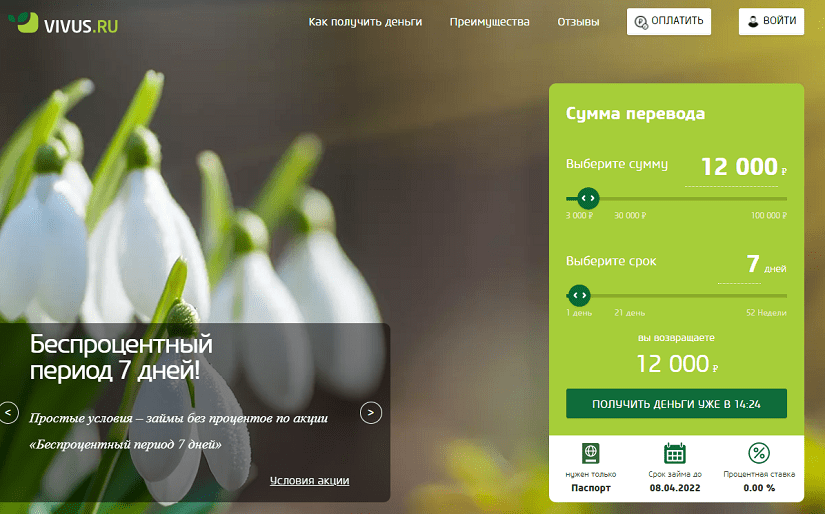 VIVUS.RU
Как получить деньги
Преимущества
Отзывы
ОПЛАТИТЬ
ВОЙТИ
Сумма перевода
Выберите сумму
12 000 ₽
3 000 ₽ 30 000 ₽ 100 000 ₽
Выберите срок
7 дней
1 день 21 день 52 Недели
вы возвращаете
12 000 ₽
ПОЛУЧИТЬ ДЕНЬГИ УЖЕ В 14:24
нужен только
Паспорт
Срок займа до
08.04.2022
Процентная ставка
0.00 %
Беспроцентный
период 7 дней!
Простые условия – займы без процентов по акции
«Беспроцентный период 7 дней»
Условия акции